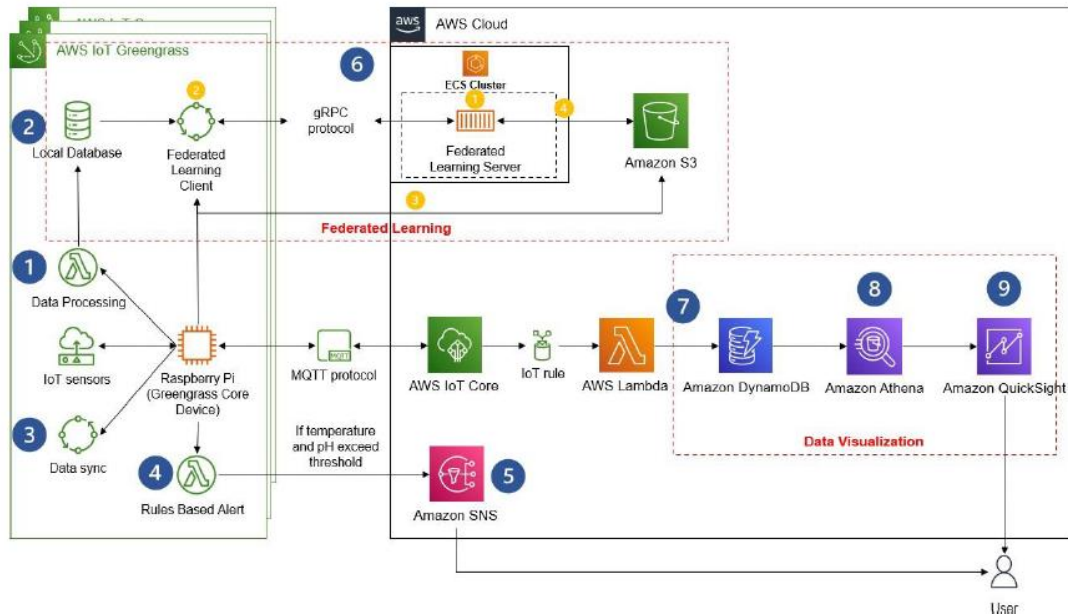 AWS IoT Greengrass
aws
AWS Cloud
6
ECS Cluster
2
1
4
2
gRPC
protocol
Local Database
Federated
Learning
Client
Federated
Learning Server
Amazon S3
3
Federated Learning
1
Data Processing
7
8
9
IoT sensors
Raspberry Pi
(Greengrass Core
Device)
MQTT
MQTT protocol
AWS IoT Core
IoT rule
AWS Lambda
Amazon DynamoDB
Amazon Athena
Amazon QuickSight
3
Data sync
If temperature
and pH exceed
threshold
Data Visualization
4
Rules Based Alert
5
Amazon SNS
User